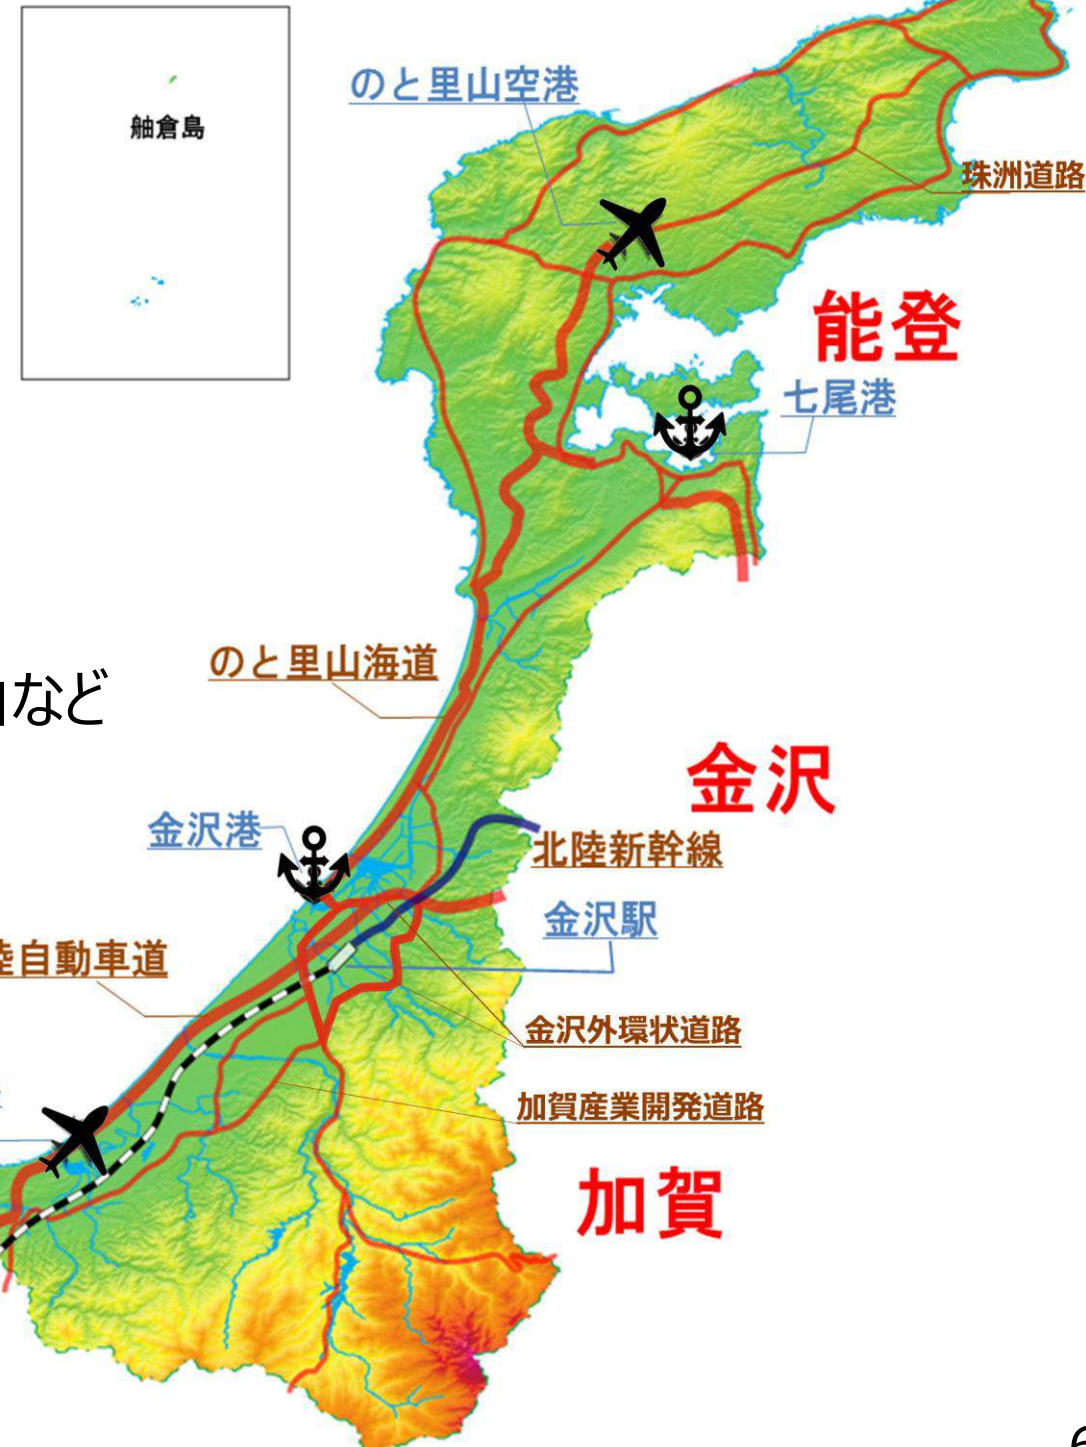 のと里山空港
舳倉島
珠洲道路
能登
七尾港
のと里山海道
など
金沢
金沢港
北陸新幹線
金沢駅
自動車道
金沢外環状道路
加賀産業開発道路
加賀